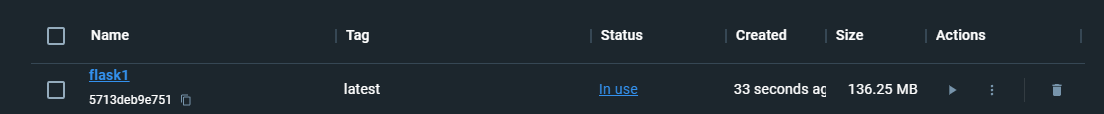 Name Tag Status Created Size Actions
flask1
latest In use 33 seconds ag 136.25 MB
5713deb9e751